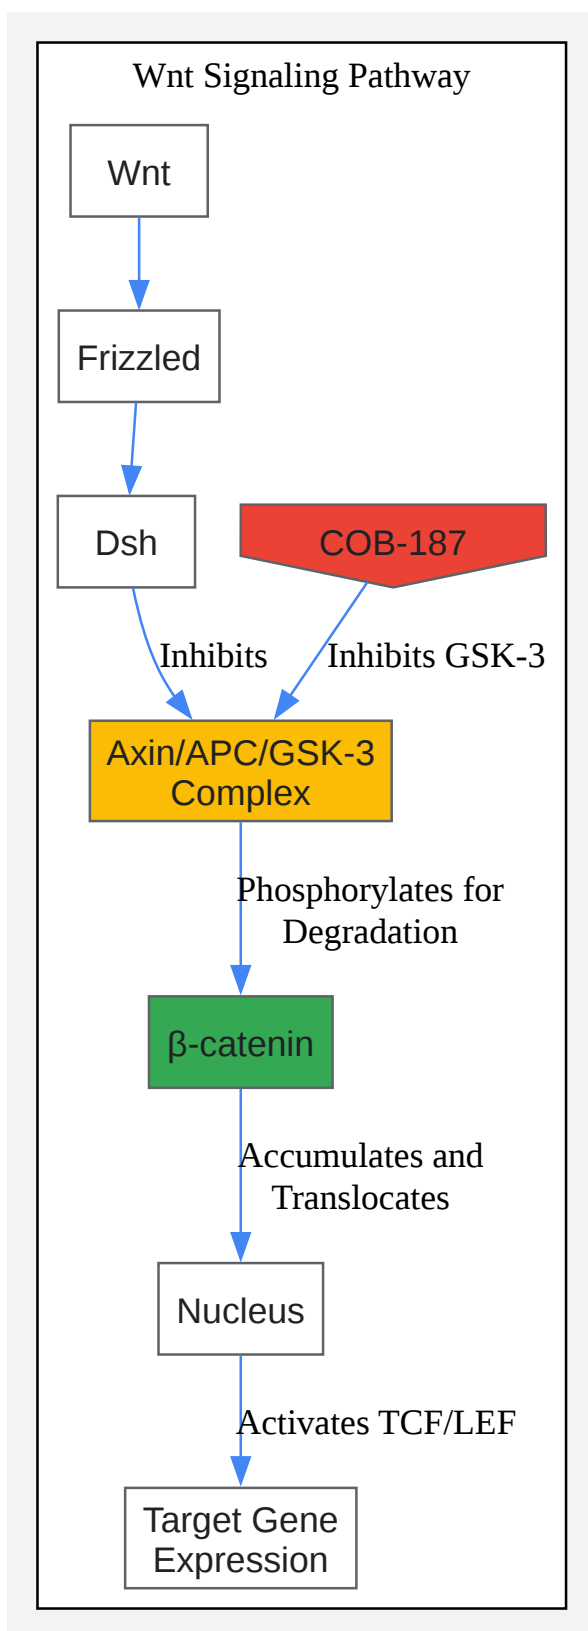 Wnt Signaling Pathway
Wnt
Frizzled
Dsh
COB-187
Inhibits
Inhibits GSK-3
Axin/APC/GSK-3
Complex
Phosphorylates for
Degradation
β-catenin
Accumulates and
Translocates
Nucleus
Activates TCF/LEF
Target Gene
Expression